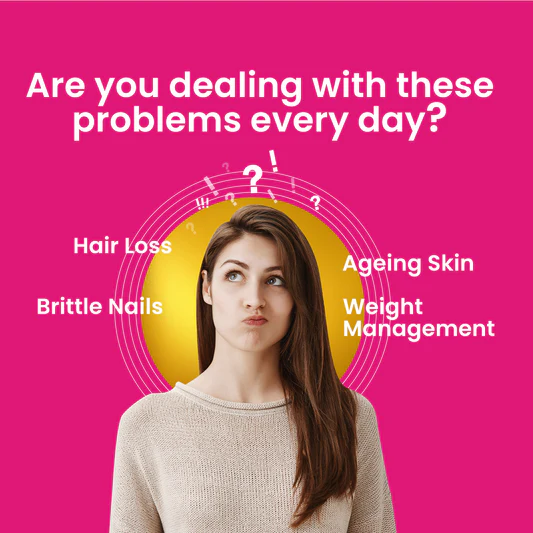 Are you dealing with these
problems every day?
? !
! ? ! !
!!! ?
?
Hair Loss
Ageing Skin
Brittle Nails
Weight
Management